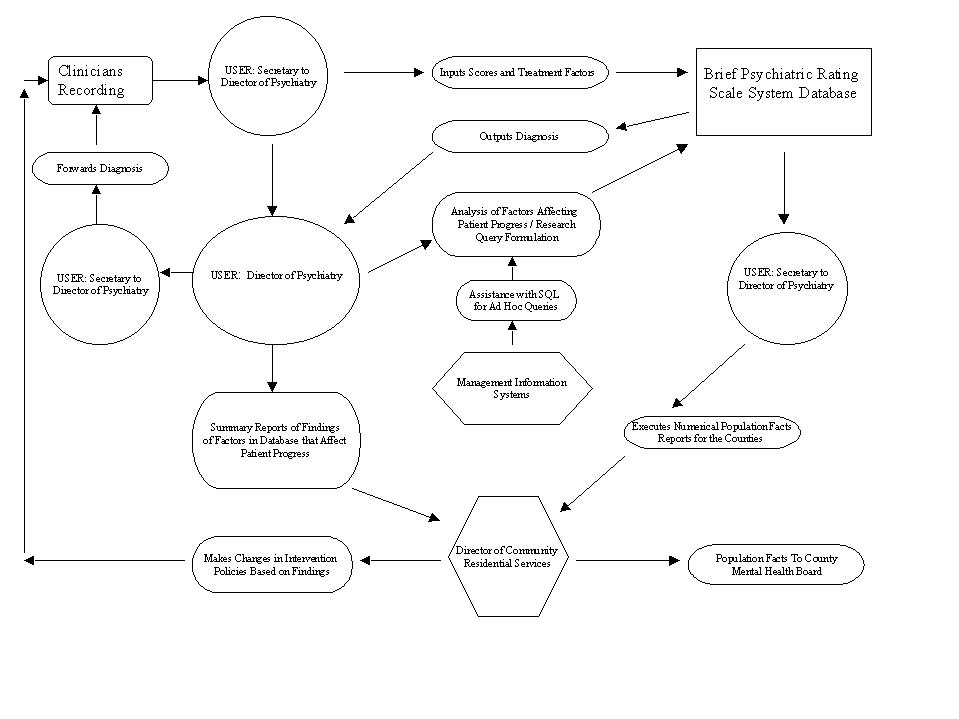 Clinicians
Recording
USER: Secretary to
Director of Psychiatry
Inputs Scores and Treatment Factors
Brief Psychiatric Rating
Scale System Database
Outputs Diagnosis
Forwards Diagnosis
Analysis of Factors Affecting
Patient Progress / Research
Query Formulation
USER: Secretary to
Director of Psychiatry
USER: Director of Psychiatry
USER: Secretary to
Director of Psychiatry
Assistance with SQL
for Ad Hoc Queries
Management Information
Systems
Summary Reports of Findings
of Factors in Database that Affect
Patient Progress
Executes Numerical Population Facts
Reports for the Counties
Director of Community
Residential Services
Makes Changes in Intervention
Policies Based on Findings
Population Facts To County
Mental Health Board